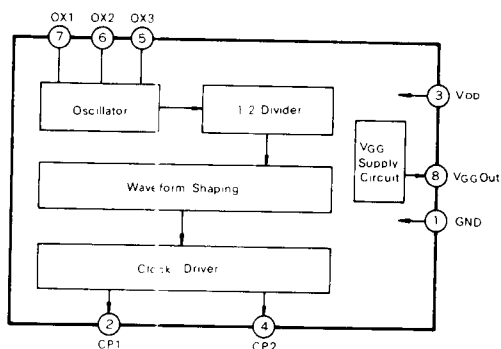 OX1 OX2 OX3
7 6 5
Oscillator
1 2 Divider
3 VDD
VGG
Supply
Circuit
8 VGG Out
Waveform Shaping
1 GND
Clock Driver
2 4
CP1 CP2